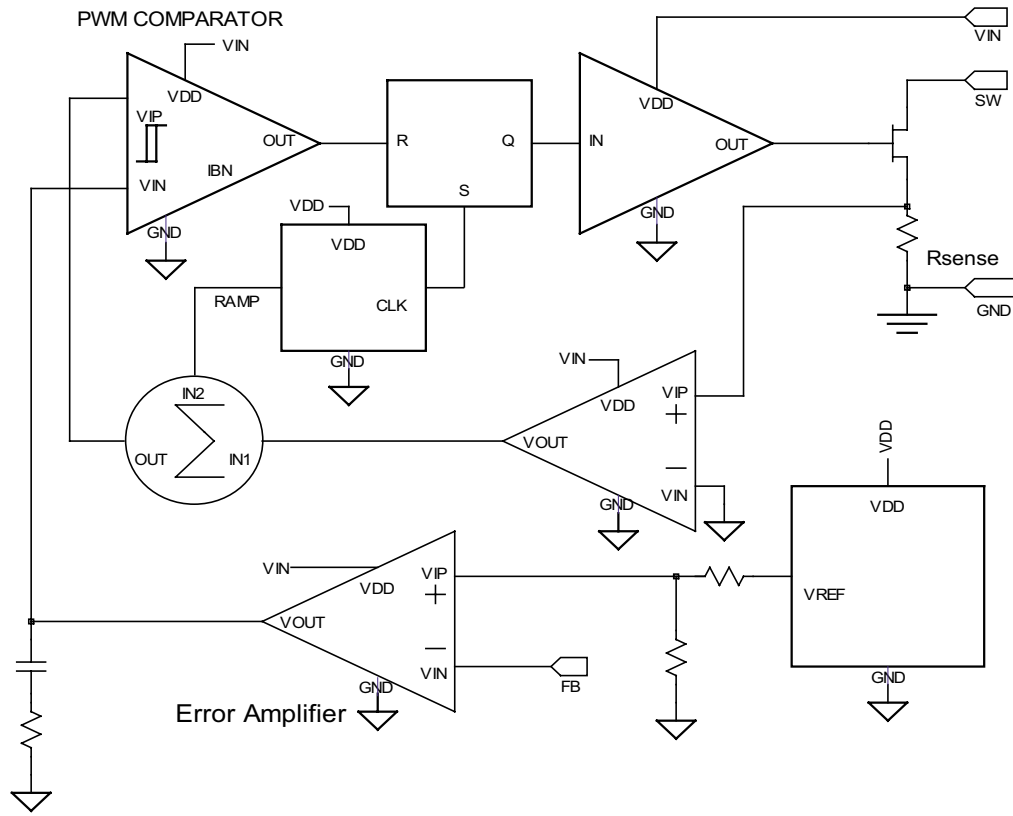 PWM COMPARATOR
VIN
VDD
VIP
OUT
IBN
VIN
GND
R
Q
S
VDD
IN
OUT
GND
VIN
SW
Rsense
GND
VDD
VDD
RAMP
CLK
GND
IN2
OUT
IN1
VIN
VDD
VIP
VOUT
VIN
GND
VDD
VDD
VREF
GND
VIN
VDD
VIP
VOUT
VIN
GND
FB
Error Amplifier